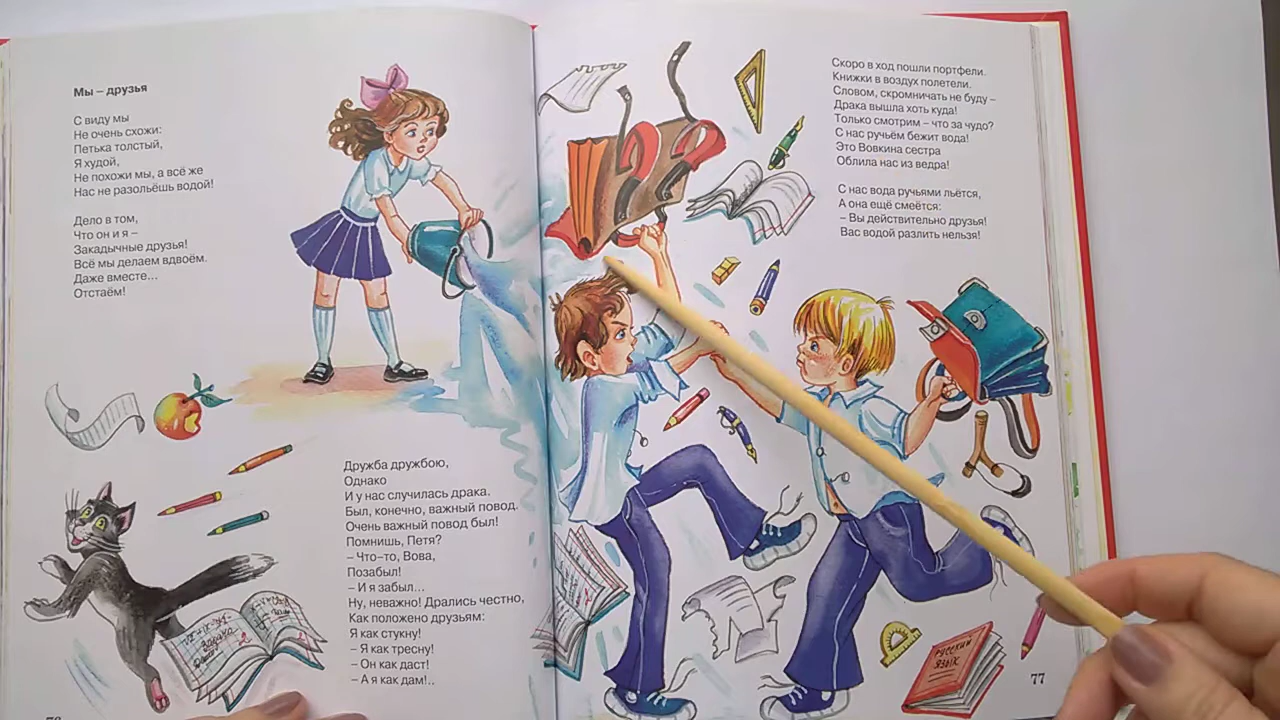 Мы – друзья
С виду мы
Не очень схожи:
Петька толстый,
Я худой,
Не похожи мы, а всё же
Нас не разольёшь водой!
Дело в том,
Что он и я –
Закадычные друзья!
Всё мы делаем вдвоём.
Даже вместе...
Отстаём!
Дружба дружбою,
Однако
И у нас случилась драка.
Был, конечно, важный повод.
Очень важный повод был!
Помнишь, Петя?
– Что-то, Вова,
Позабыл!
– И я забыл...
Ну, неважно! Дрались честно,
Как положено друзьям:
Я как стукну!
– Я как тресну!
– Он как даст!
– А я как дам!..
Скоро в ход пошли портфели.
Книжки в воздух полетели.
Словом, скромничать не буду –
Драка вышла хоть куда!
Только смотрим – что за чудо?
С нас ручьём бежит вода!
Это Вовкина сестра
Облила нас из ведра!
С нас вода ручьями льётся,
А она ещё смеётся:
– Вы действительно друзья!
Вас водой разлить нельзя!
РУССКИЙ
ЯЗЫК
77